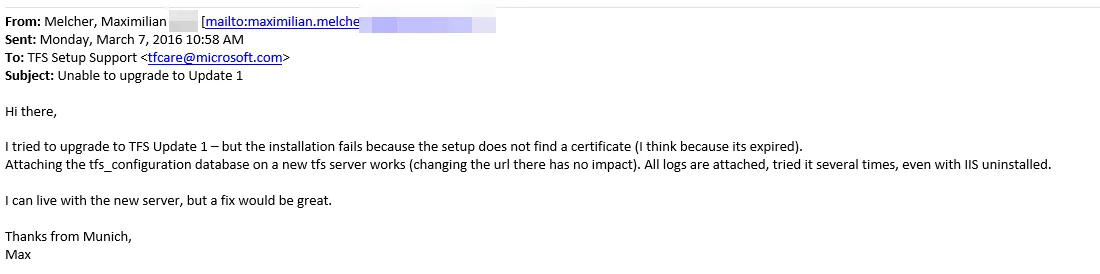 From: Melcher, Maximilian [mailto:maximilian.melche
Sent: Monday, March 7, 2016 10:58 AM
To: TFS Setup Support <tfcare@microsoft.com>
Subject: Unable to upgrade to Update 1
Hi there,
I tried to upgrade to TFS Update 1 – but the installation fails because the setup does not find a certificate (I think because its expired).
Attaching the tfs_configuration database on a new tfs server works (changing the url there has no impact). All logs are attached, tried it several times, even with IIS uninstalled.
I can live with the new server, but a fix would be great.
Thanks from Munich,
Max